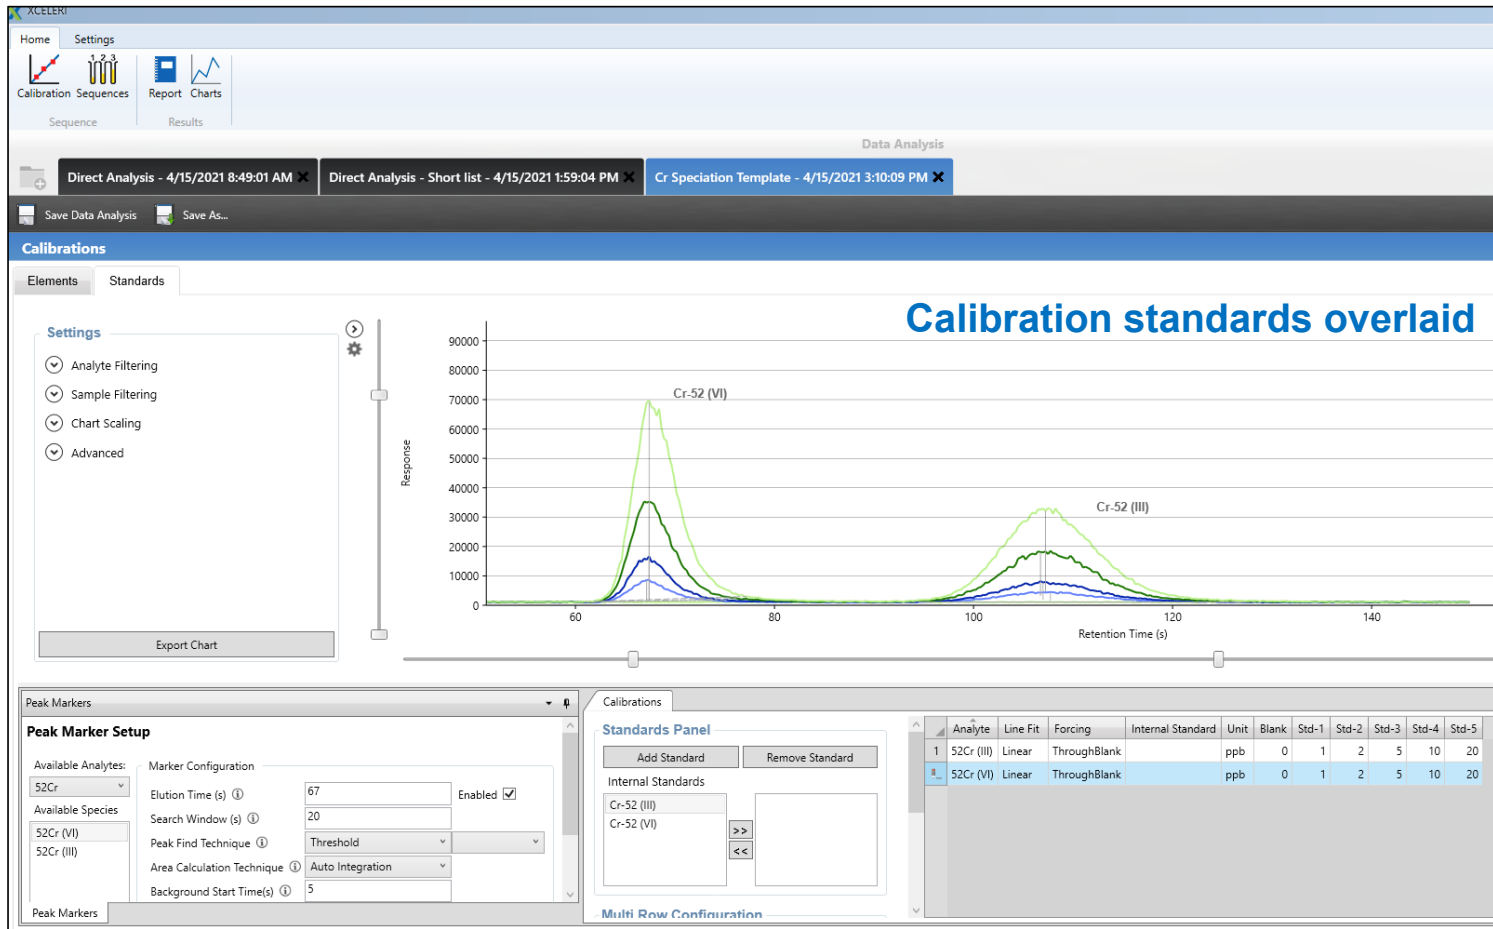 XCELERI
Home Settings
1 2 3
Calibration Sequences Report Charts
Sequence Results
Data Analysis
Direct Analysis - 4/15/2021 8:49:01 AM Direct Analysis - Short list - 4/15/2021 1:59:04 PM Cr Speciation Template - 4/15/2021 3:10:09 PM
Save Data Analysis Save As...
Calibrations
Elements Standards
Calibration standards overlaid
Settings
Analyte Filtering
Sample Filtering
Chart Scaling
Advanced
Export Chart
Response
90000
80000
70000
60000
50000
40000
30000
20000
10000
0
Cr-52 (VI)
Cr-52 (III)
60 80 100 120 140
Retention Time (s)
Peak Markers
Peak Marker Setup
Available Analytes:
52Cr
Available Species
52Cr (VI)
52Cr (III)
Marker Configuration
Elution Time (s) 67 Enabled
Search Window (s) 20
Peak Find Technique Threshold
Area Calculation Technique Auto Integration
Background Start Time(s) 5
Peak Markers
Calibrations
Standards Panel
Add Standard Remove Standard
Internal Standards
Cr-52 (III)
Cr-52 (VI)
>>
<<
Multi Row Configuration
Analyte Line Fit Forcing Internal Standard Unit Blank Std-1 Std-2 Std-3 Std-4 Std-5
1 52Cr (III) Linear ThroughBlank ppb 0 1 2 5 10 20
52Cr (VI) Linear ThroughBlank ppb 0 1 2 5 10 20